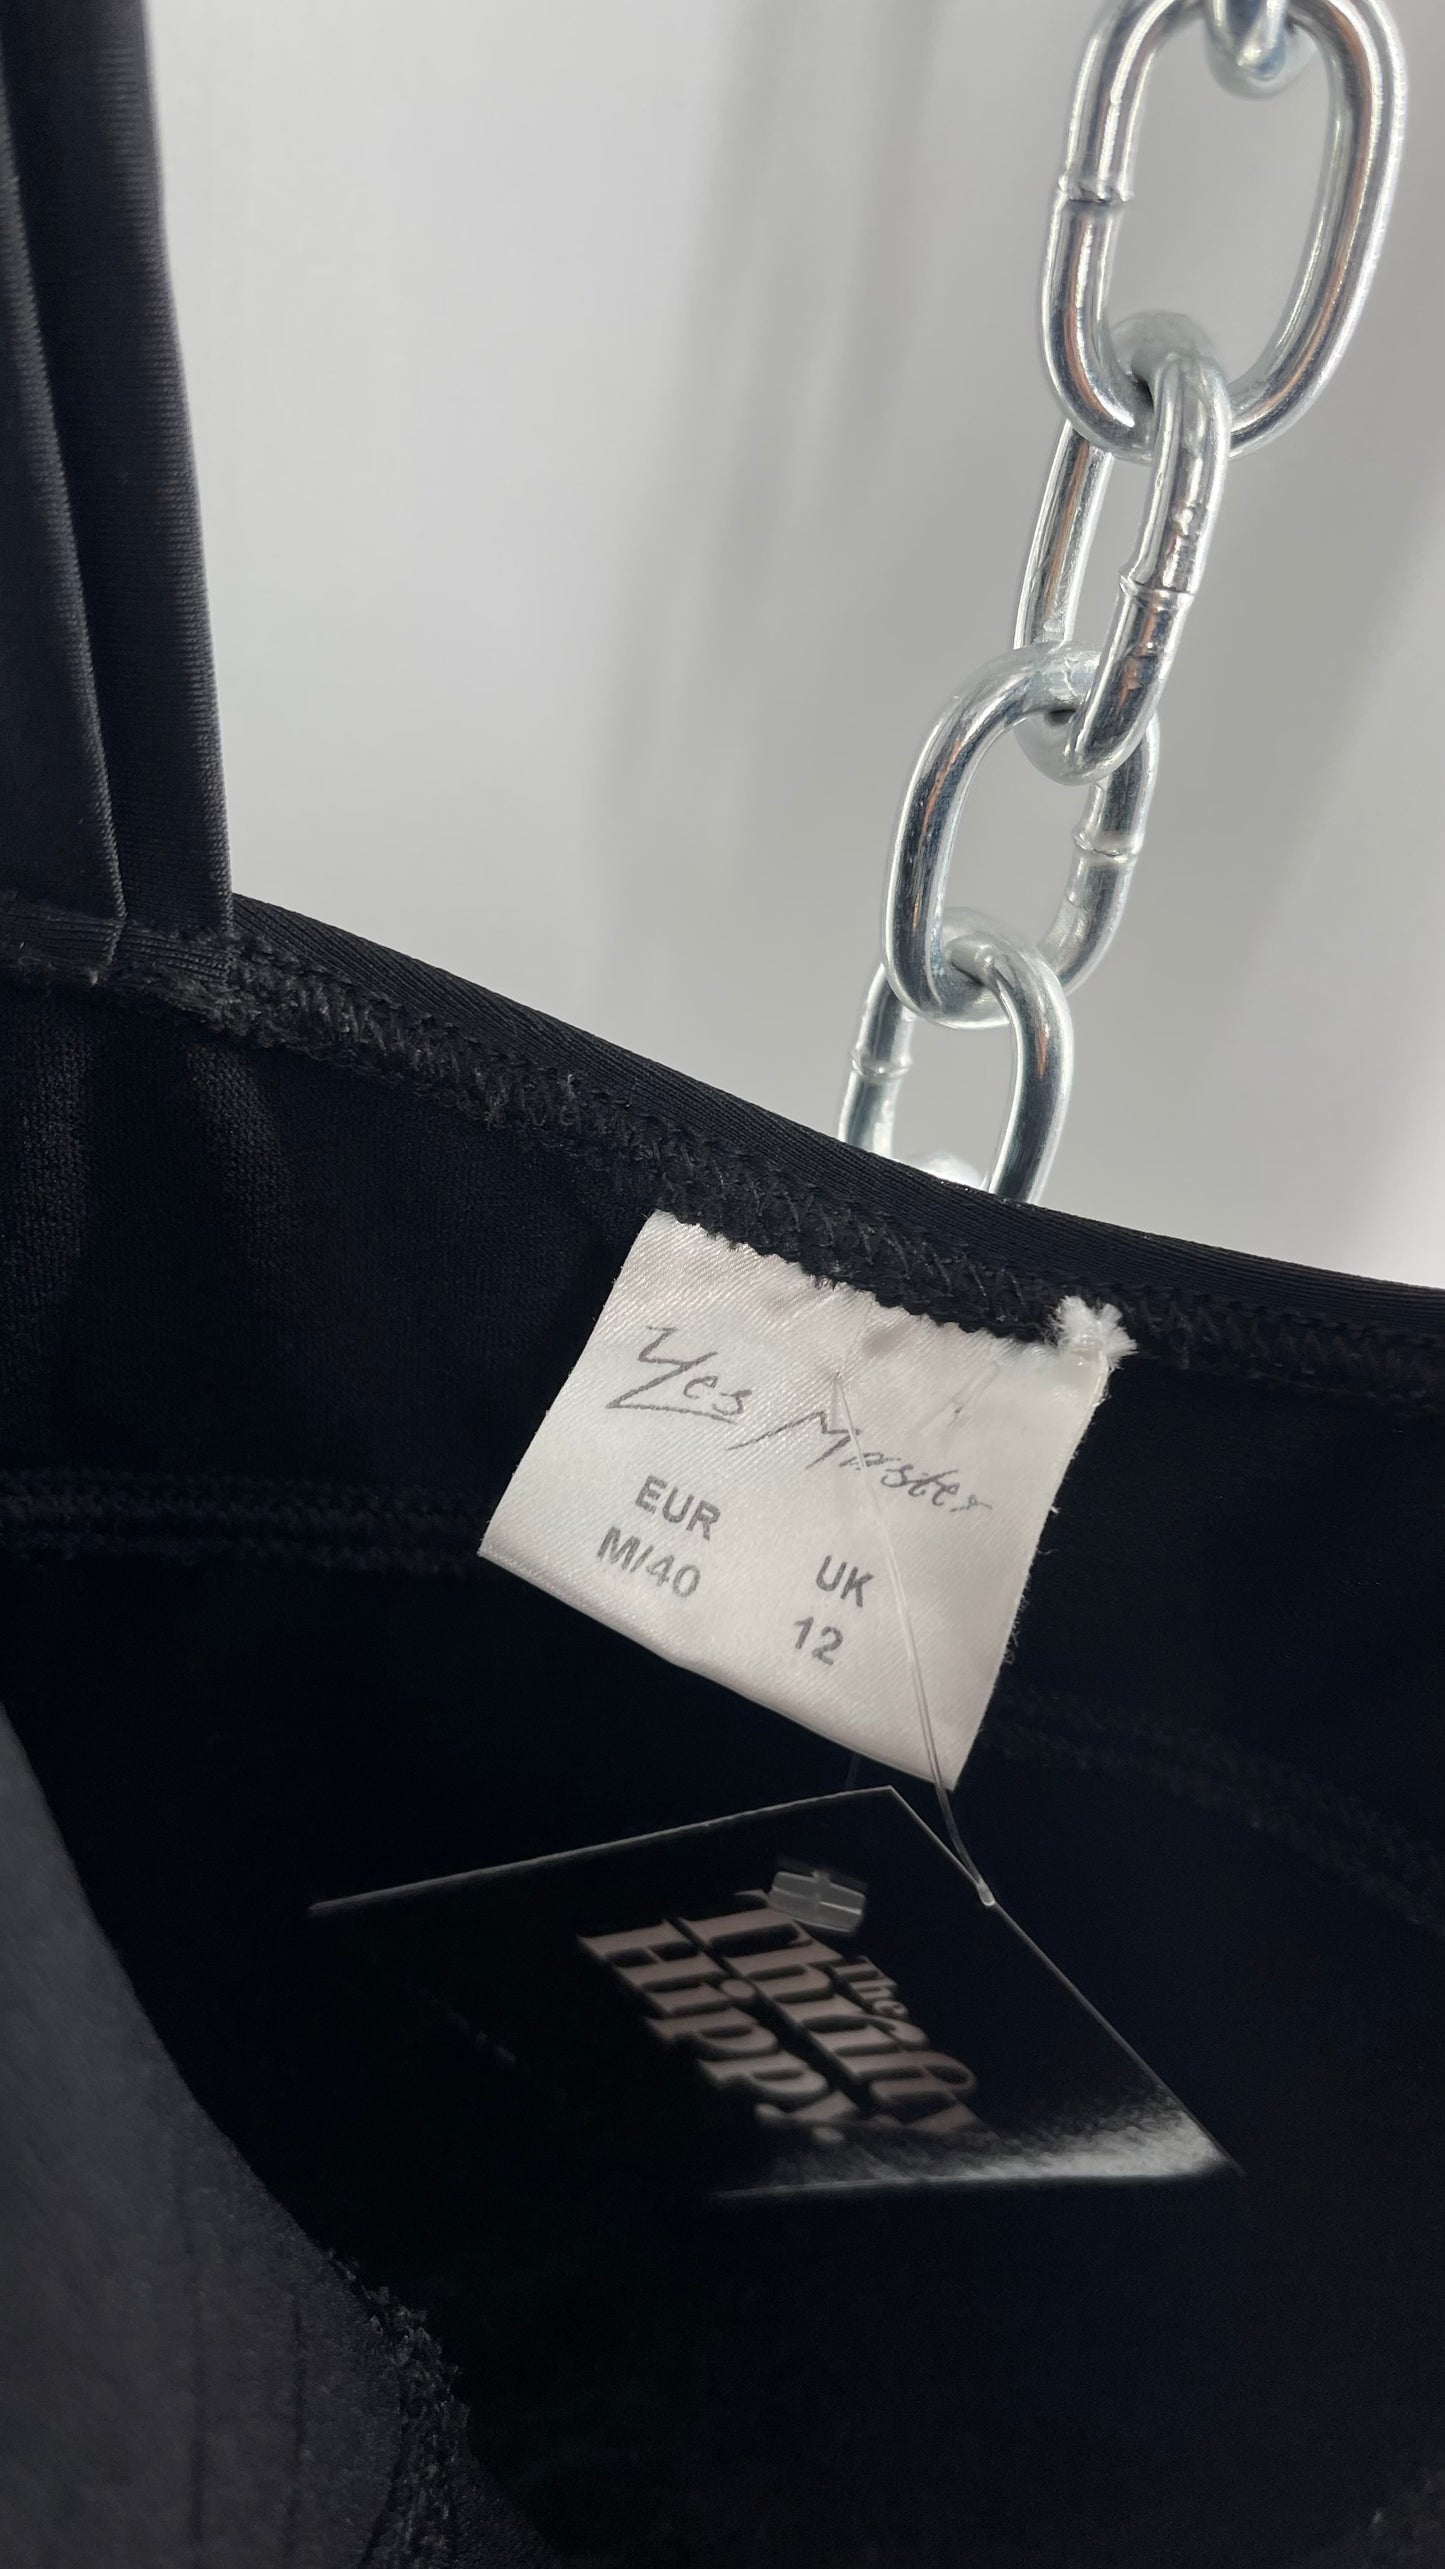 Yes Master
EUR UK
M/40 12
The
Thrifty
Hippy.